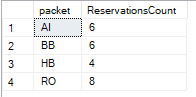 packet ReservationsCount
1 AI 6
2 BB 6
3 HB 4
4 RO 8